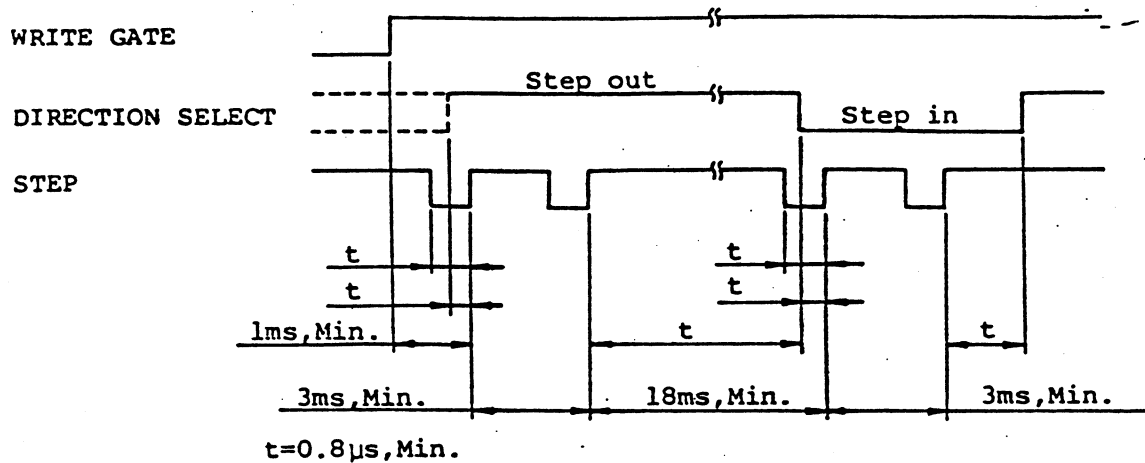 WRITE GATE
Step out
DIRECTION SELECT
Step in
STEP
t
t
t
t
1ms,Min.
t
t
3ms,Min.
18ms,Min.
3ms,Min.
t=0.8µs,Min.